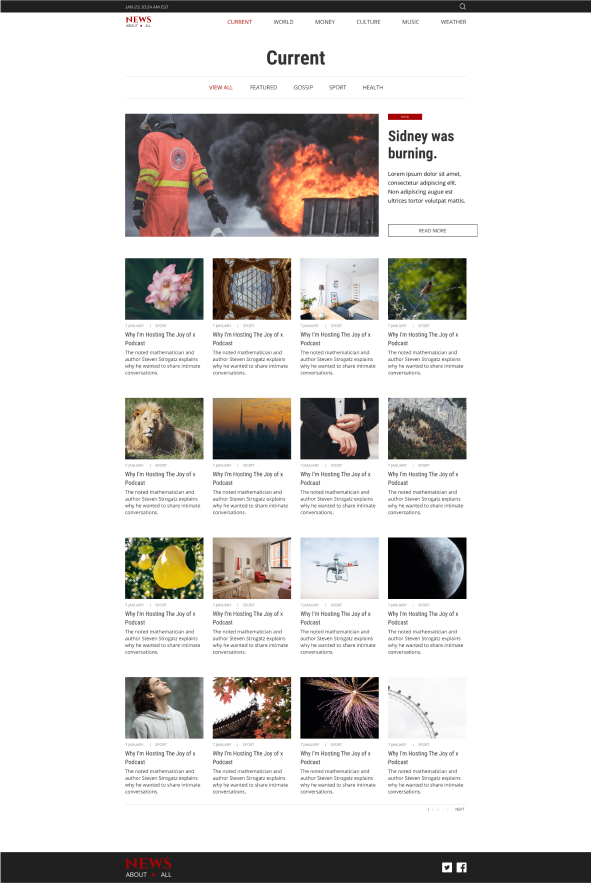 JAN 23 10:24 AM EST
NEWS
ABOUT ALL
CURRENT WORLD MONEY CULTURE MUSIC WEATHER
Current
VIEW ALL FEATURED GOSSIP SPORT HEALTH
Sidney was
burning.
Lorem ipsum dolor sit amet,
consectetur adipiscing elit.
Non adipiscing augue est
ultrices tortor volutpat mattis.
READ MORE
7 JANUARY | SPORT
Why I'm Hosting The Joy of x
Podcast
The noted mathematician and
author Steven Strogatz explains
why he wanted to share intimate
conversations.
7 JANUARY | SPORT
Why I'm Hosting The Joy of x
Podcast
The noted mathematician and
author Steven Strogatz explains
why he wanted to share intimate
conversations.
7 JANUARY | SPORT
Why I'm Hosting The Joy of x
Podcast
The noted mathematician and
author Steven Strogatz explains
why he wanted to share intimate
conversations.
7 JANUARY | SPORT
Why I'm Hosting The Joy of x
Podcast
The noted mathematician and
author Steven Strogatz explains
why he wanted to share intimate
conversations.
7 JANUARY | SPORT
Why I'm Hosting The Joy of x
Podcast
The noted mathematician and
author Steven Strogatz explains
why he wanted to share intimate
conversations.
7 JANUARY | SPORT
Why I'm Hosting The Joy of x
Podcast
The noted mathematician and
author Steven Strogatz explains
why he wanted to share intimate
conversations.
7 JANUARY | SPORT
Why I'm Hosting The Joy of x
Podcast
The noted mathematician and
author Steven Strogatz explains
why he wanted to share intimate
conversations.
7 JANUARY | SPORT
Why I'm Hosting The Joy of x
Podcast
The noted mathematician and
author Steven Strogatz explains
why he wanted to share intimate
conversations.
7 JANUARY | SPORT
Why I'm Hosting The Joy of x
Podcast
The noted mathematician and
author Steven Strogatz explains
why he wanted to share intimate
conversations.
7 JANUARY | SPORT
Why I'm Hosting The Joy of x
Podcast
The noted mathematician and
author Steven Strogatz explains
why he wanted to share intimate
conversations.
7 JANUARY | SPORT
Why I'm Hosting The Joy of x
Podcast
The noted mathematician and
author Steven Strogatz explains
why he wanted to share intimate
conversations.
7 JANUARY | SPORT
Why I'm Hosting The Joy of x
Podcast
The noted mathematician and
author Steven Strogatz explains
why he wanted to share intimate
conversations.
7 JANUARY | SPORT
Why I'm Hosting The Joy of x
Podcast
The noted mathematician and
author Steven Strogatz explains
why he wanted to share intimate
conversations.
7 JANUARY | SPORT
Why I'm Hosting The Joy of x
Podcast
The noted mathematician and
author Steven Strogatz explains
why he wanted to share intimate
conversations.
7 JANUARY | SPORT
Why I'm Hosting The Joy of x
Podcast
The noted mathematician and
author Steven Strogatz explains
why he wanted to share intimate
conversations.
7 JANUARY | SPORT
Why I'm Hosting The Joy of x
Podcast
The noted mathematician and
author Steven Strogatz explains
why he wanted to share intimate
conversations.
NEXT
NEWS
ABOUT ALL